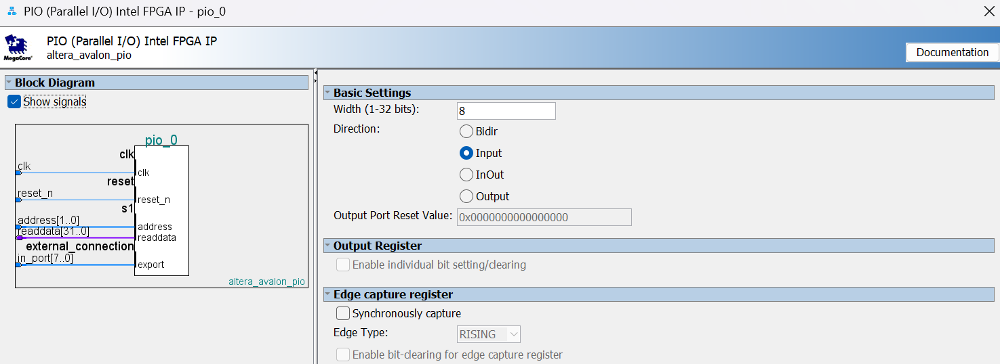 PIO (Parallel I/O) Intel FPGA IP - pio_0
PIO (Parallel I/O) Intel FPGA IP
altera_avalon_pio
MegaCore®
Documentation
Block Diagram
Show signals
pio_0
clk
clk
clk
reset
reset_n
reset_n
s1
address[1..0]
address
readdata[31..0]
readdata
external_connection
in_port[7..0]
export
altera_avalon_pio
Basic Settings
Width (1-32 bits): 8
Direction:
Bidir
Input
InOut
Output
Output Port Reset Value: 0x0000000000000000
Output Register
Enable individual bit setting/clearing
Edge capture register
Synchronously capture
Edge Type: RISING
Enable bit-clearing for edge capture register